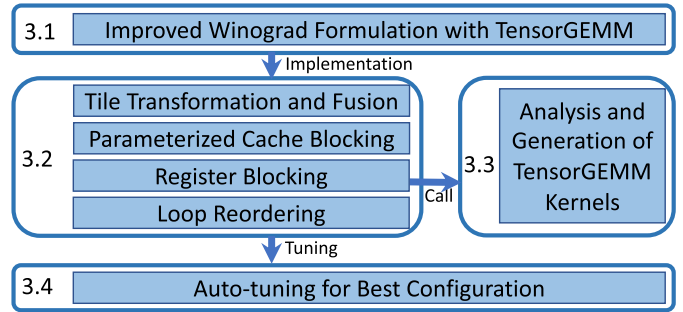 3.1 Improved Winograd Formulation with TensorGEMM
Implementation
3.2
Tile Transformation and Fusion
Parameterized Cache Blocking
Register Blocking
Loop Reordering
Call
3.3
Analysis and
Generation of
TensorGEMM
Kernels
Tuning
3.4 Auto-tuning for Best Configuration